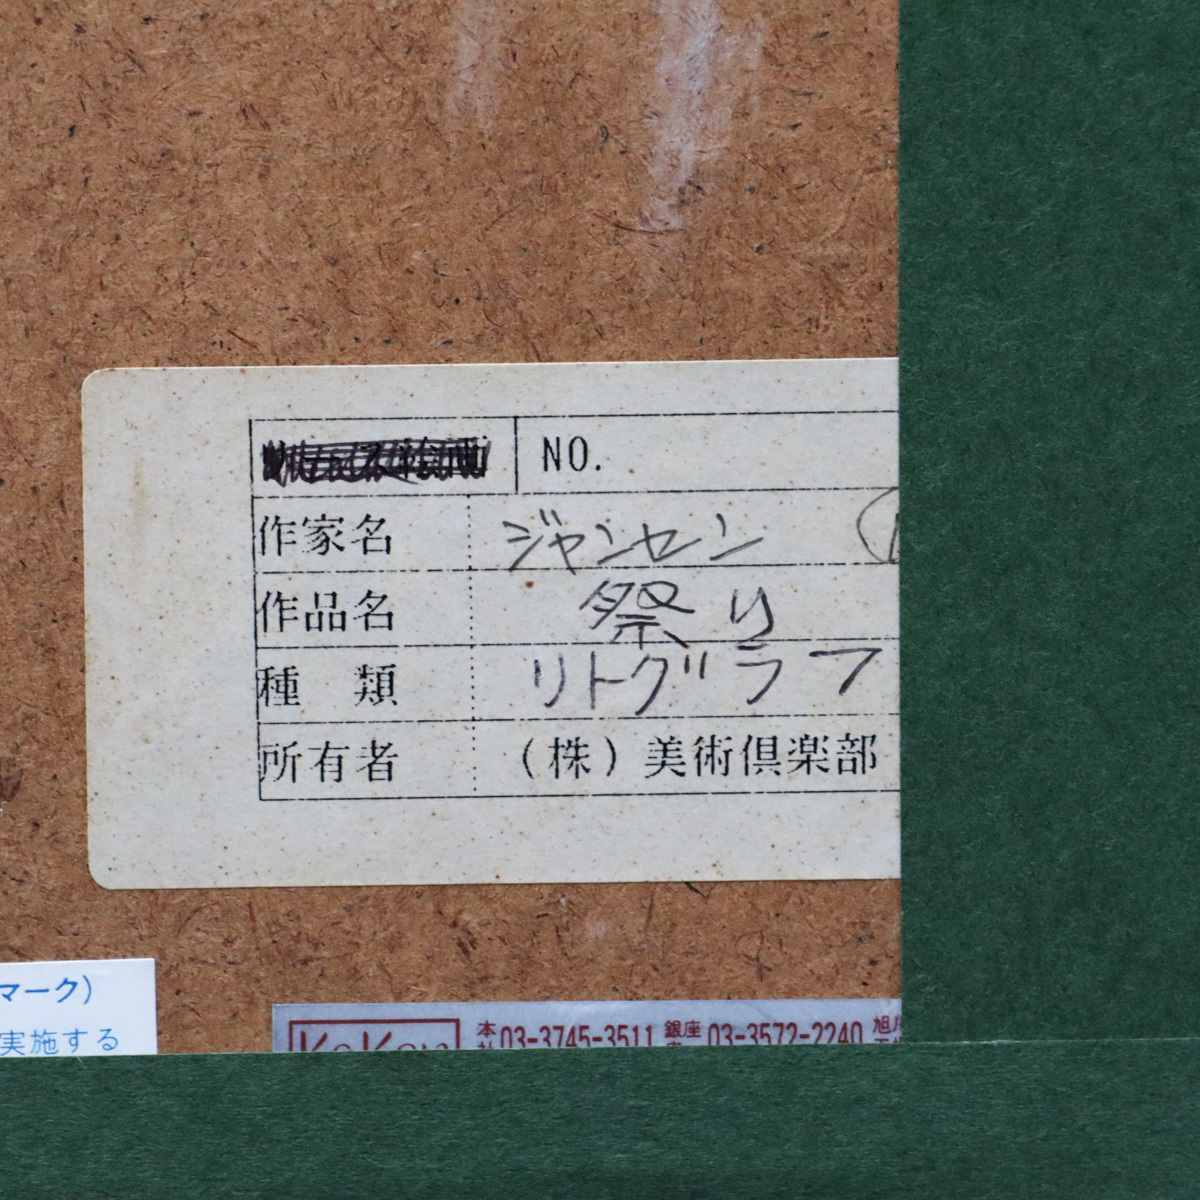 NO.
作家名 ジャンセン
作品名 祭り
種 類 リトグラフ
所有者 (株) 美術倶楽部
マーク)
実施する
本 03-3745-3511 銀座 03-3572-2240